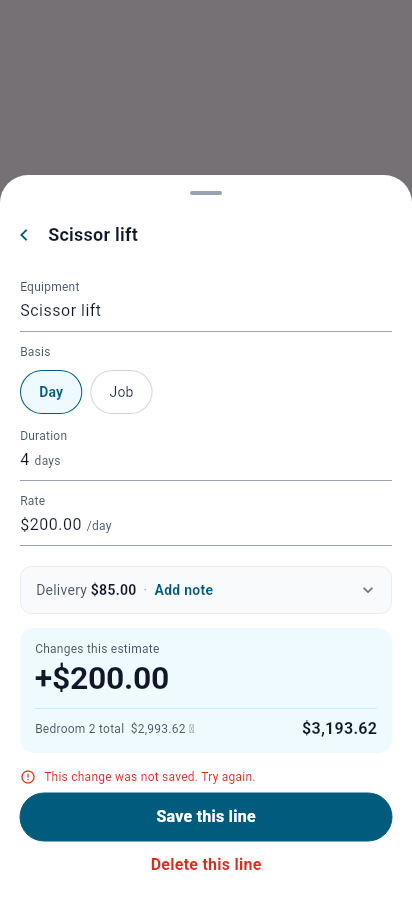 Scissor lift
Equipment
Scissor lift
Basis
Day Job
Duration
4 days
Rate
$200.00 /day
Delivery $85.00 · Add note
Changes this estimate
+$200.00
Bedroom 2 total $2,993.62 $3,193.62
This change was not saved. Try again.
Save this line
Delete this line